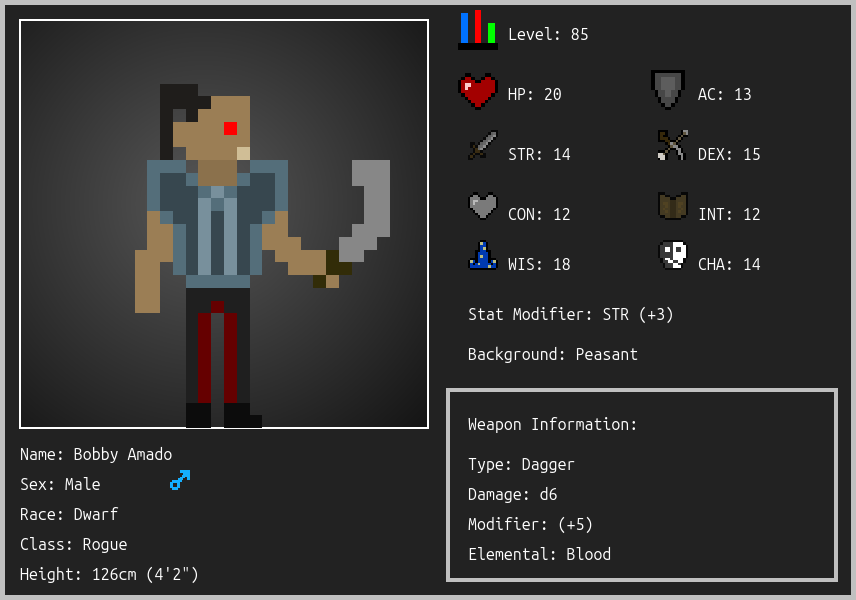 Level: 85
HP: 20
AC: 13
STR: 14
DEX: 15
CON: 12
INT: 12
WIS: 18
CHA: 14
Stat Modifier: STR (+3)
Background: Peasant
Weapon Information:
Type: Dagger
Damage: d6
Modifier: (+5)
Elemental: Blood
Name: Bobby Amado
Sex: Male
Race: Dwarf
Class: Rogue
Height: 126cm (4'2")